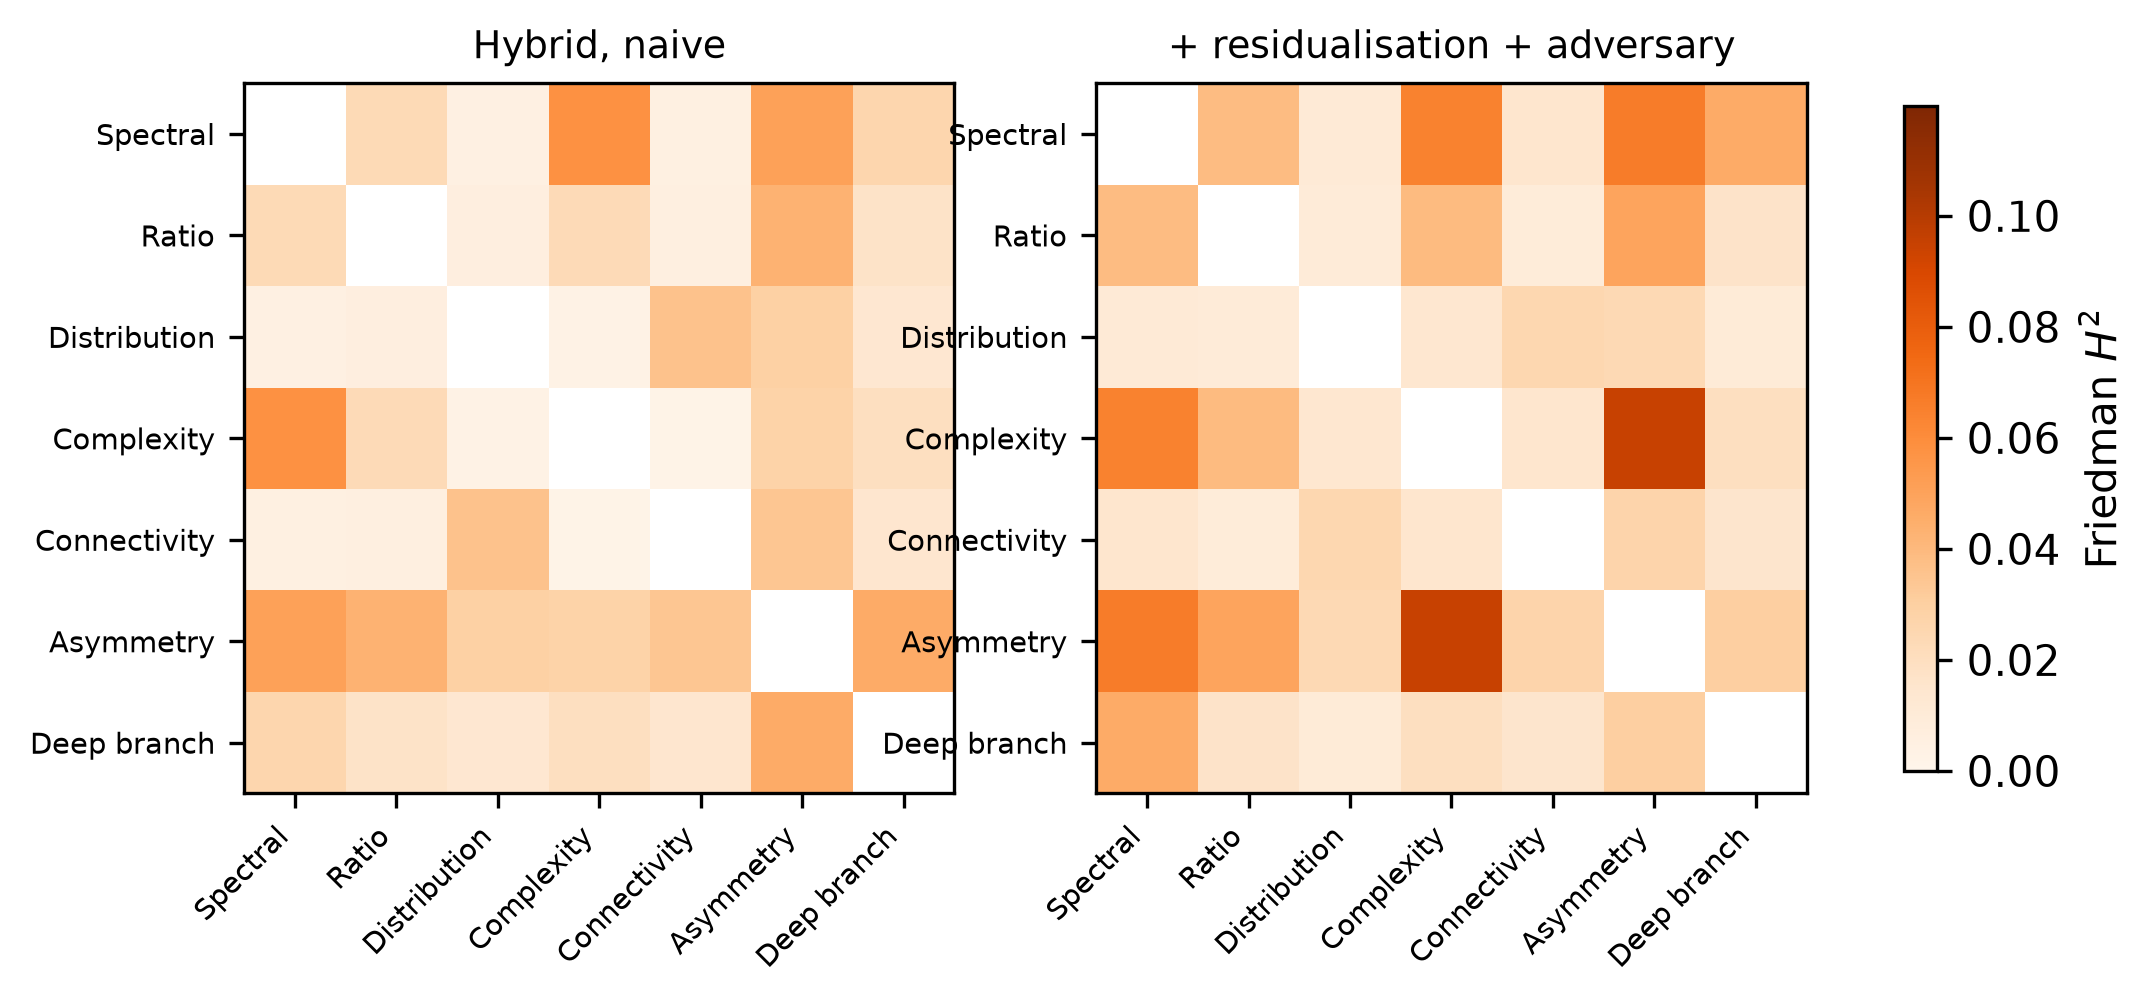 Hybrid, naive
Spectral
Ratio
Distribution
Complexity
Connectivity
Asymmetry
Deep branch
Spectral
Ratio
Distribution
Complexity
Connectivity
Asymmetry
Deep branch
+ residualisation + adversary
Spectral
Ratio
Distribution
Complexity
Connectivity
Asymmetry
Deep branch
Spectral
Ratio
Distribution
Complexity
Connectivity
Asymmetry
Deep branch
0.10
0.08
0.06
0.04
0.02
0.00
Friedman H²